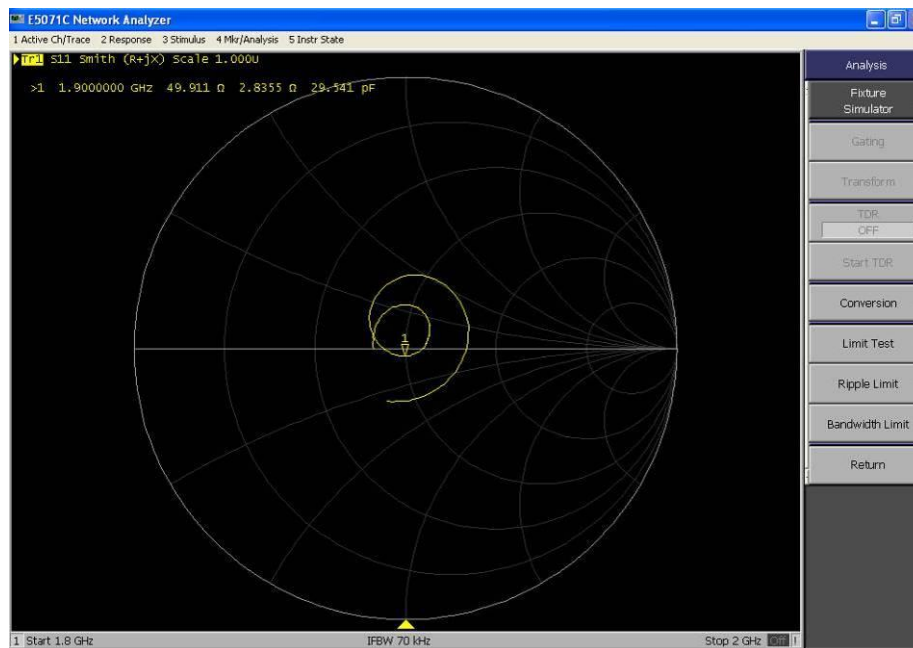 E5071C Network Analyzer
1 Active Ch/Trace 2 Response 3 Stimulus 4 Mkr/Analysis 5 Instr State
Tr1 S11 Smith (R+jX) Scale 1.000U
>1 1.9000000 GHz 49.911 Ω 2.8355 Ω 29.541 pF
1
Analysis
Fixture
Simulator
Gating
Transform
TDR
OFF
Start TDR
Conversion
Limit Test
Ripple Limit
Bandwidth Limit
Return
1 Start 1.8 GHz IFBW 70 kHz Stop 2 GHz Off !